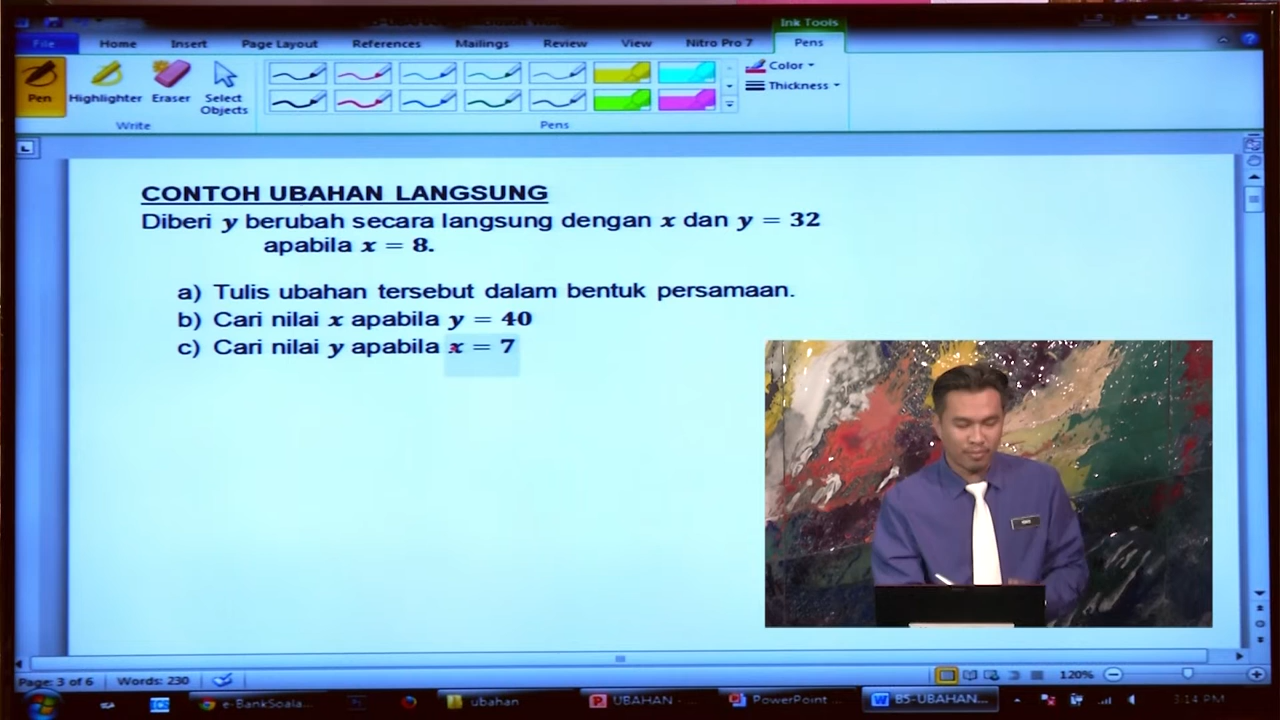 Ink Tools
File Home Insert Page Layout References Mailings Review View Nitro Pro 7 Pens
Pen Highlighter Eraser Select Objects
Color
Thickness
Write
Pens
CONTOH UBAHAN LANGSUNG
Diberi y berubah secara langsung dengan x dan y = 32
apabila x = 8.
a) Tulis ubahan tersebut dalam bentuk persamaan.
b) Cari nilai x apabila y = 40
c) Cari nilai y apabila x = 7
Page: 3 of 6 Words: 230 120%
e-BankSoala... ubahan UBAHAN - ... PowerPoint ... B5-UBAHAN... 3:14 PM